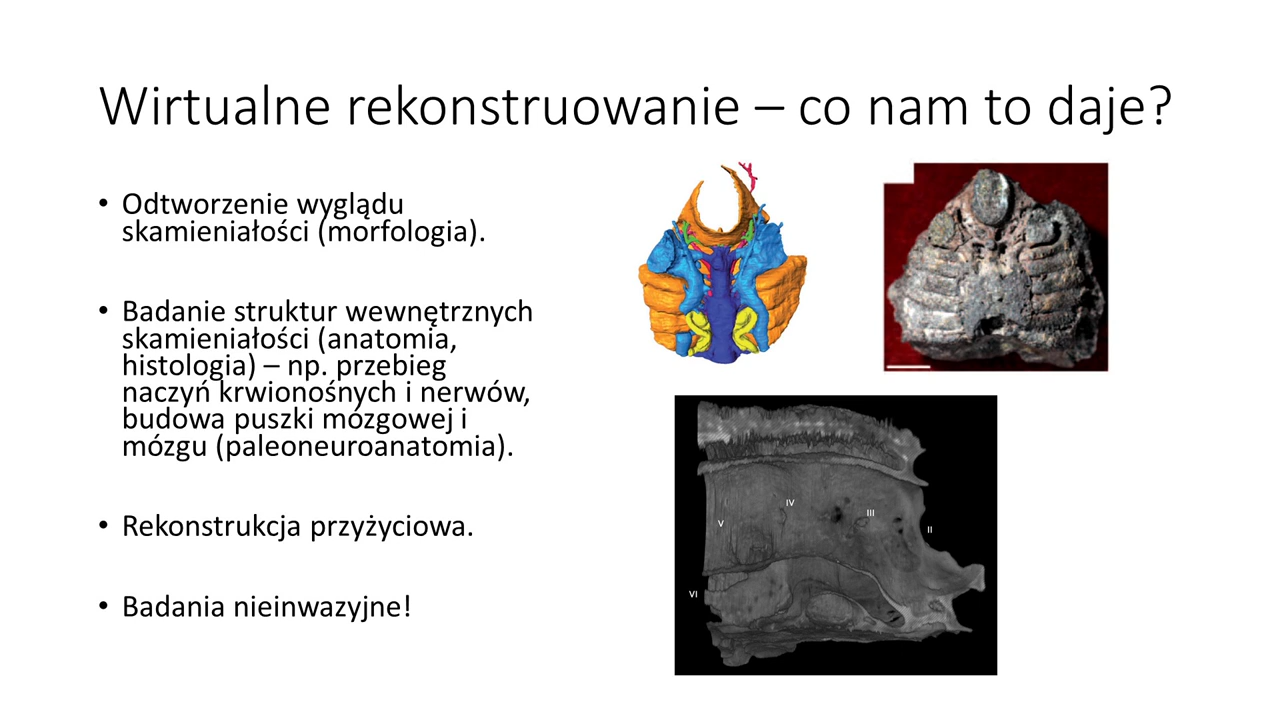 Wirtualne rekonstruowanie – co nam to daje?
• Odtworzenie wyglądu
skamieniałości (morfologia).
• Badanie struktur wewnętrznych
skamieniałości (anatomia,
histologia) – np. przebieg
naczyń krwionośnych i nerwów,
budowa puszki mózgowej i
mózgu (paleoneuroanatomia).
• Rekonstrukcja przyżyciowa.
• Badania nieinwazyjne!
IV
III
V
II
VI